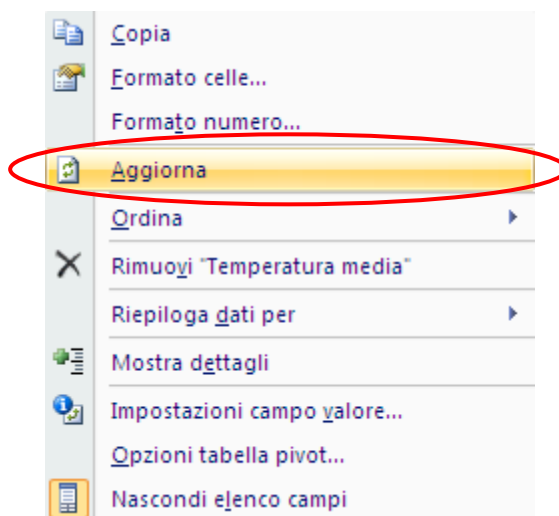 Copia
Formato celle...
Formato numero...
Aggiorna
Ordina
Rimuovi "Temperatura media"
Riepiloga dati per
Mostra dettagli
Impostazioni campo valore...
Opzioni tabella pivot...
Nascondi elenco campi